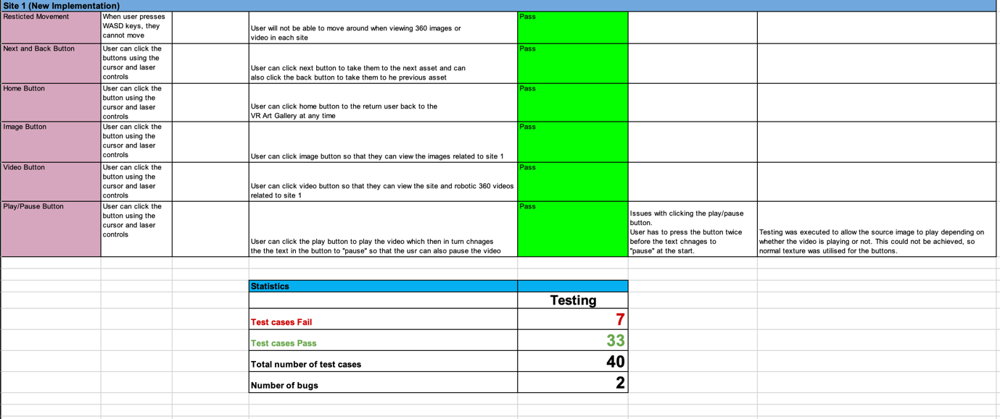 Site 1 (New Implementation)
Resticted Movement
When user presses
WASD keys, they
cannot move
User will not be able to move around when viewing 360 images or
video in each site
Pass
Next and Back Button
User can click the
buttons using the
cursor and laser
controls
User can click next button to take them to the next asset and can
also click the back button to take them to he previous asset
Pass
Home Button
User can click the
button using the
cursor and laser
controls
User can click home button to the return user back to the
VR Art Gallery at any time
Pass
Image Button
User can click the
button using the
cursor and laser
controls
User can click image button so that they can view the images related to site 1
Pass
Video Button
User can click the
button using the
cursor and laser
controls
User can click video button so that they can view the site and robotic 360 videos
related to site 1
Pass
Play/Pause Button
User can click the
button using the
cursor and laser
controls
User can click the play button to play the video which then in turn chnages
the the text in the button to "pause" so that the usr can also pause the video
Pass
Issues with clicking the play/pause
button.
User has to press the button twice
before the text chnages to
"pause" at the start.
Testing was executed to allow the source image to play depending on
whether the video is playing or not. This could not be achieved, so
normal texture was utilised for the buttons.
Statistics
Testing
Test cases Fail 7
Test cases Pass 33
Total number of test cases 40
Number of bugs 2